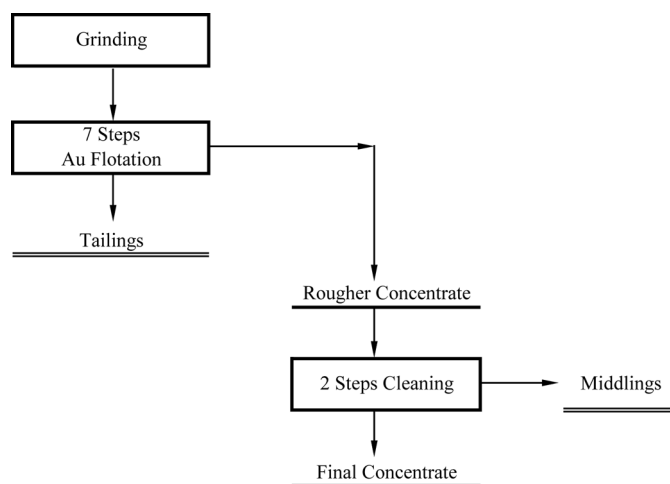 Grinding
7 Steps
Au Flotation
Tailings
Rougher Concentrate
2 Steps Cleaning
Middlings
Final Concentrate